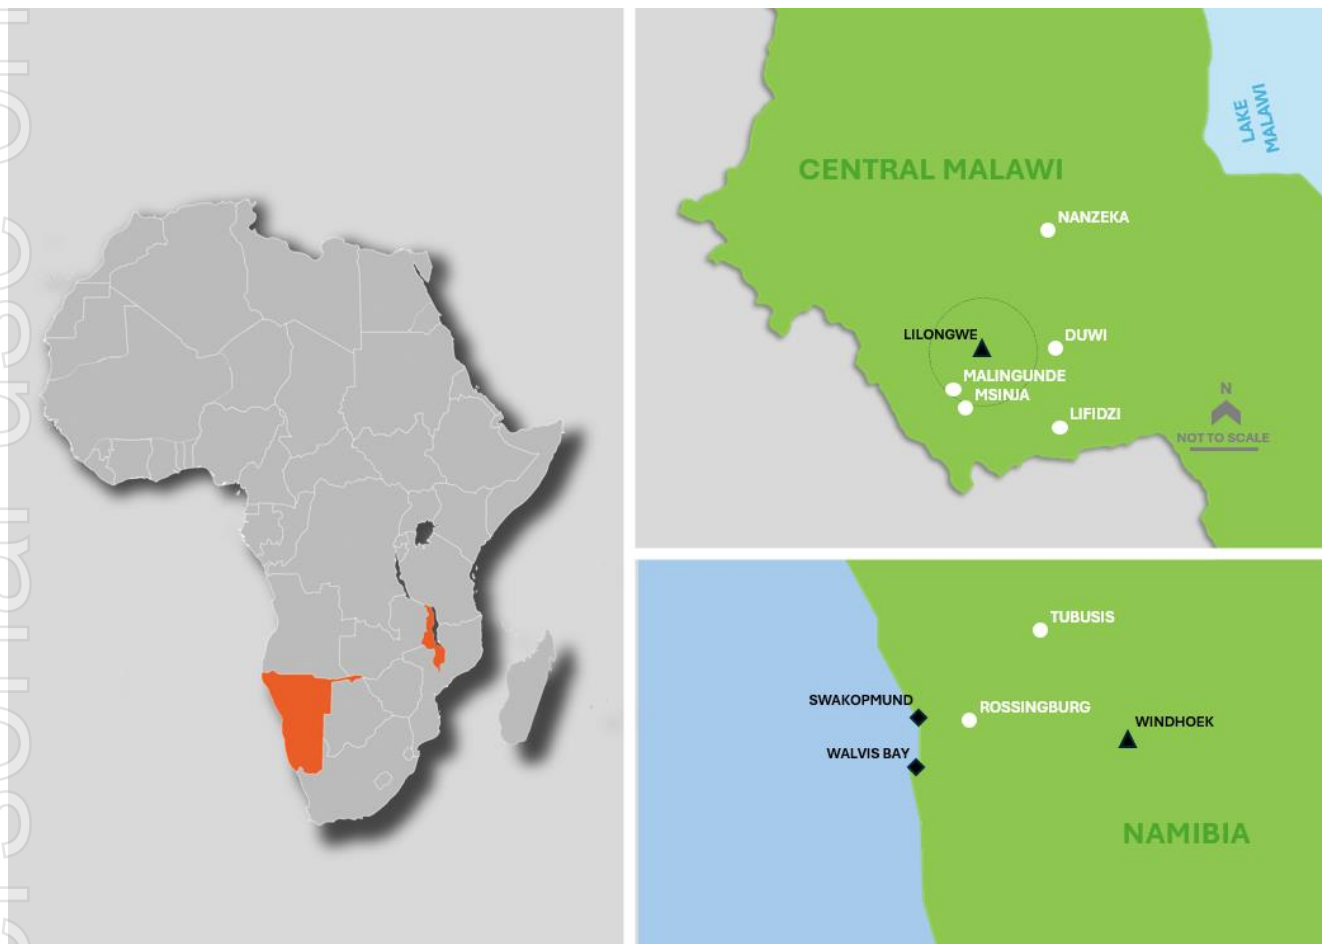 CENTRAL MALAWI
LAKE
MALAWI
NANZEKA
LILONGWE
DUWI
MALINGUNDE
MSINJA
LIFIDZI
N
NOT TO SCALE
TUBUSIS
SWAKOPMUND
ROSSINGBURG
WINDHOEK
WALVIS BAY
NAMIBIA